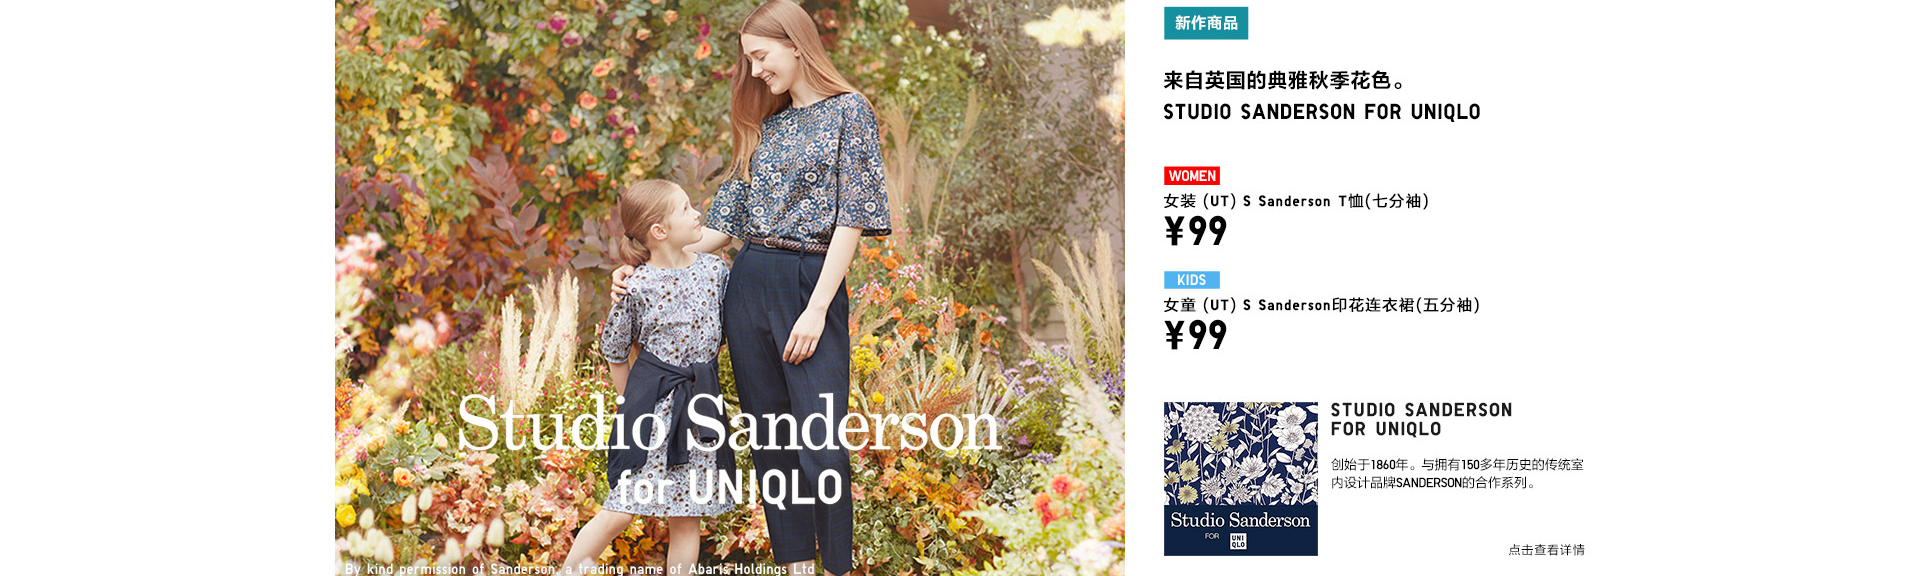 Studio Sanderson
for UNIQLO
By kind permission of Sanderson, a trading name of Abaris Holdings Ltd
新作商品
来自英国的典雅秋季花色。
STUDIO SANDERSON FOR UNIQLO
WOMEN
女装 (UT) S Sanderson T恤(七分袖)
¥99
KIDS
女童 (UT) S Sanderson印花连衣裙(五分袖)
¥99
Studio Sanderson
FOR UNI
QLO
STUDIO SANDERSON
FOR UNIQLO
创始于1860年。与拥有150多年历史的传统室
内设计品牌SANDERSON的合作系列。
点击查看详情